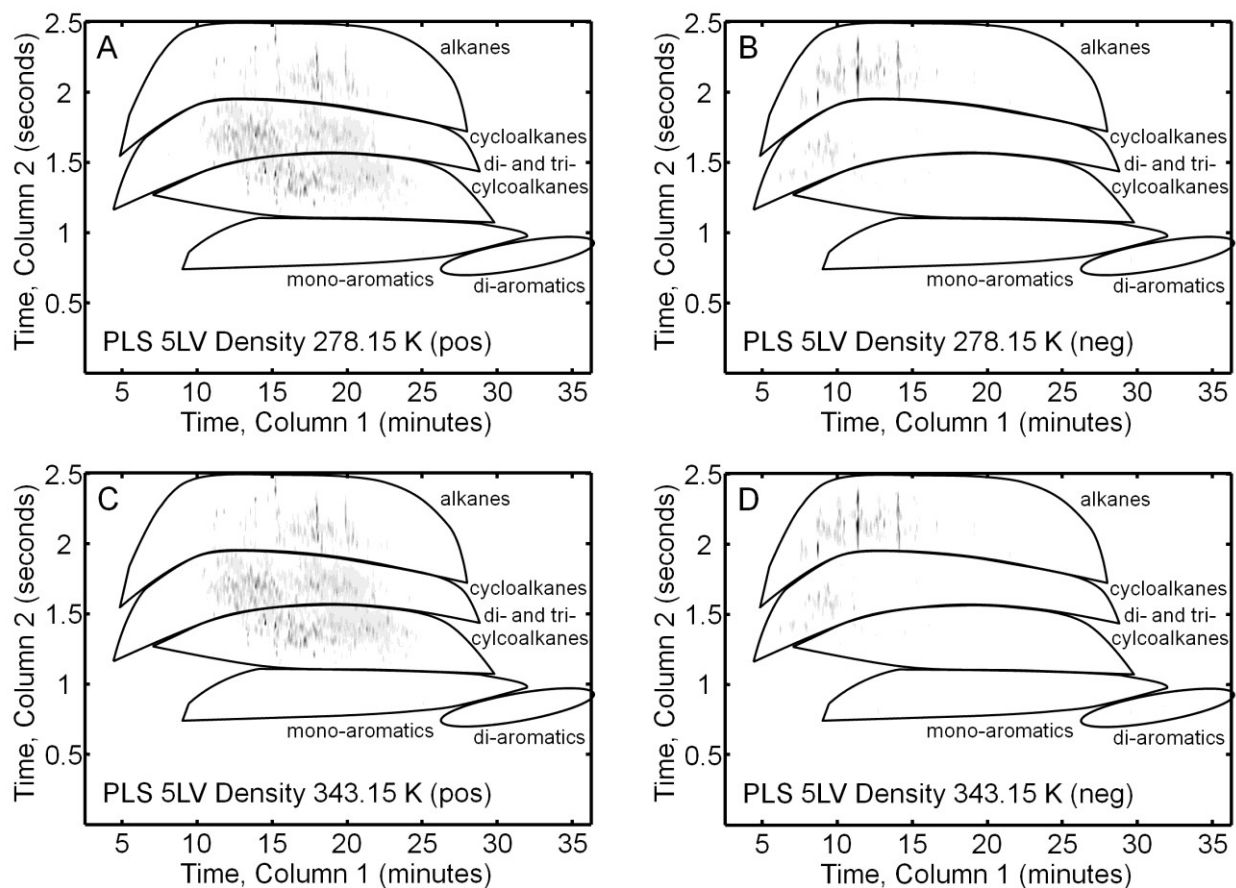 A
2.5
2
1.5
1
0.5
Time, Column 2 (seconds)
alkanes
cycloalkanes
di- and tri-
cylcoalkanes
mono-aromatics
di-aromatics
PLS 5LV Density 278.15 K (pos)
5 10 15 20 25 30 35
Time, Column 1 (minutes)
B
2.5
2
1.5
1
0.5
Time, Column 2 (seconds)
alkanes
cycloalkanes
di- and tri-
cylcoalkanes
mono-aromatics
di-aromatics
PLS 5LV Density 278.15 K (neg)
5 10 15 20 25 30 35
Time, Column 1 (minutes)
C
2.5
2
1.5
1
0.5
Time, Column 2 (seconds)
alkanes
cycloalkanes
di- and tri-
cylcoalkanes
mono-aromatics
di-aromatics
PLS 5LV Density 343.15 K (pos)
5 10 15 20 25 30 35
Time, Column 1 (minutes)
D
2.5
2
1.5
1
0.5
Time, Column 2 (seconds)
alkanes
cycloalkanes
di- and tri-
cylcoalkanes
mono-aromatics
di-aromatics
PLS 5LV Density 343.15 K (neg)
5 10 15 20 25 30 35
Time, Column 1 (minutes)